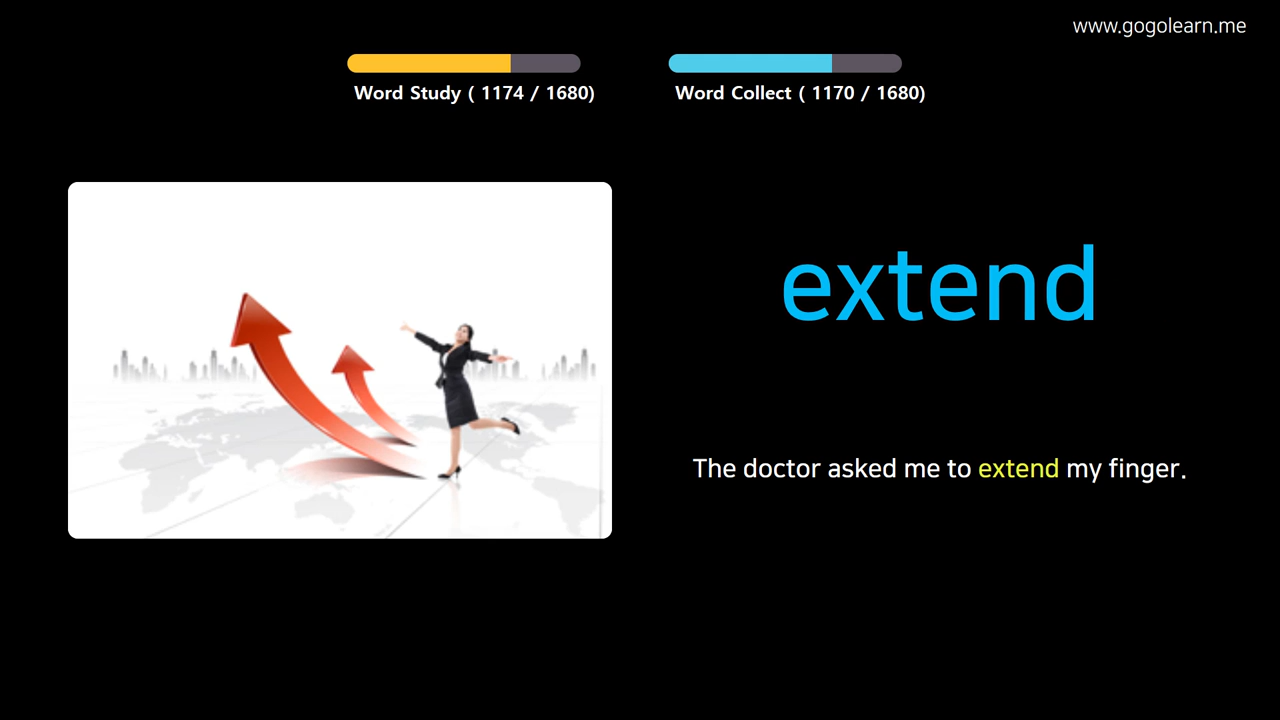 www.gogolearn.me
Word Study ( 1174 / 1680)
Word Collect ( 1170 / 1680)
extend
The doctor asked me to extend my finger.